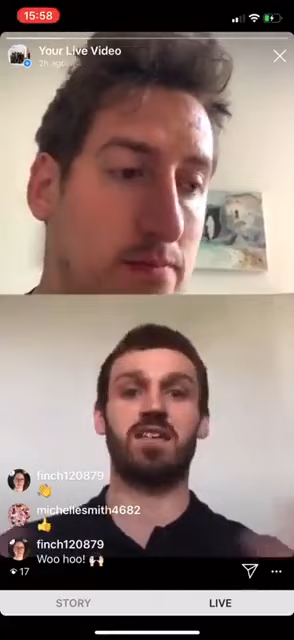 15:58
Your Live Video
2h ago
finch120879
👋
michellesmith4682
👍
finch120879
Woo hoo! 🙌🏻
17
STORY
LIVE